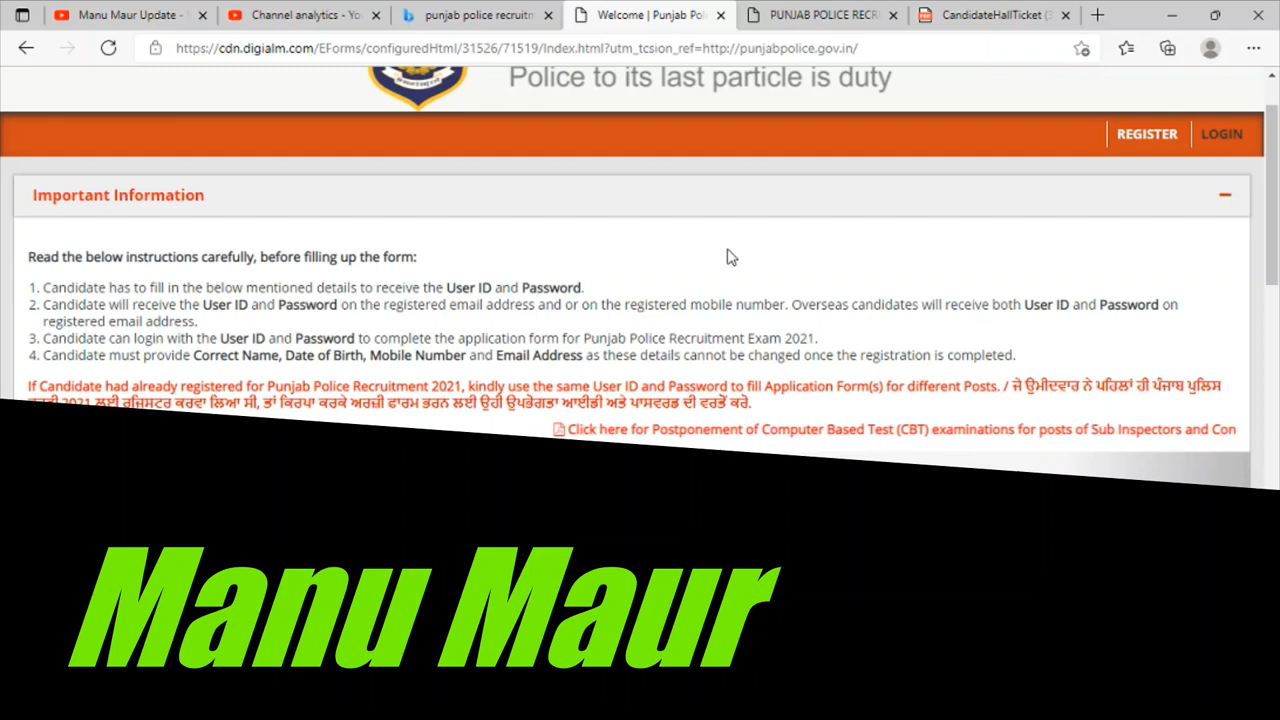 Manu Maur Update -
Channel analytics - Yo
punjab police recruitm
Welcome | Punjab Poli
PUNJAB POLICE RECR
CandidateHallTicket (3
https://cdn.digialm.com/EForms/configuredHtml/31526/71519/Index.html?utm_tcsion_ref=http://punjabpolice.gov.in/
Police to its last particle is duty
REGISTER
LOGIN
Important Information
Read the below instructions carefully, before filling up the form:
1. Candidate has to fill in the below mentioned details to receive the User ID and Password.
2. Candidate will receive the User ID and Password on the registered email address and or on the registered mobile number. Overseas candidates will receive both User ID and Password on
registered email address.
3. Candidate can login with the User ID and Password to complete the application form for Punjab Police Recruitment Exam 2021.
4. Candidate must provide Correct Name, Date of Birth, Mobile Number and Email Address as these details cannot be changed once the registration is completed.
If Candidate had already registered for Punjab Police Recruitment 2021, kindly use the same User ID and Password to fill Application Form(s) for different Posts. / ਜੇ ਉਮੀਦਵਾਰ ਨੇ ਪਹਿਲਾਂ ਹੀ ਪੰਜਾਬ ਪੁਲਿਸ
2021 ਲਈ ਰਜਿਸਟਰ ਕਰਵਾ ਲਿਆ ਸੀ, ਤਾਂ ਕਿਰਪਾ ਕਰਕੇ ਅਰਜ਼ੀ ਫਾਰਮ ਭਰਨ ਲਈ ਉਹੀ ਉਪਭੋਗਤਾ ਆਈਡੀ ਅਤੇ ਪਾਸਵਰਡ ਦੀ ਵਰਤੋਂ ਕਰੋ.
Click here for Postponement of Computer Based Test (CBT) examinations for posts of Sub Inspectors and Con
Manu Maur